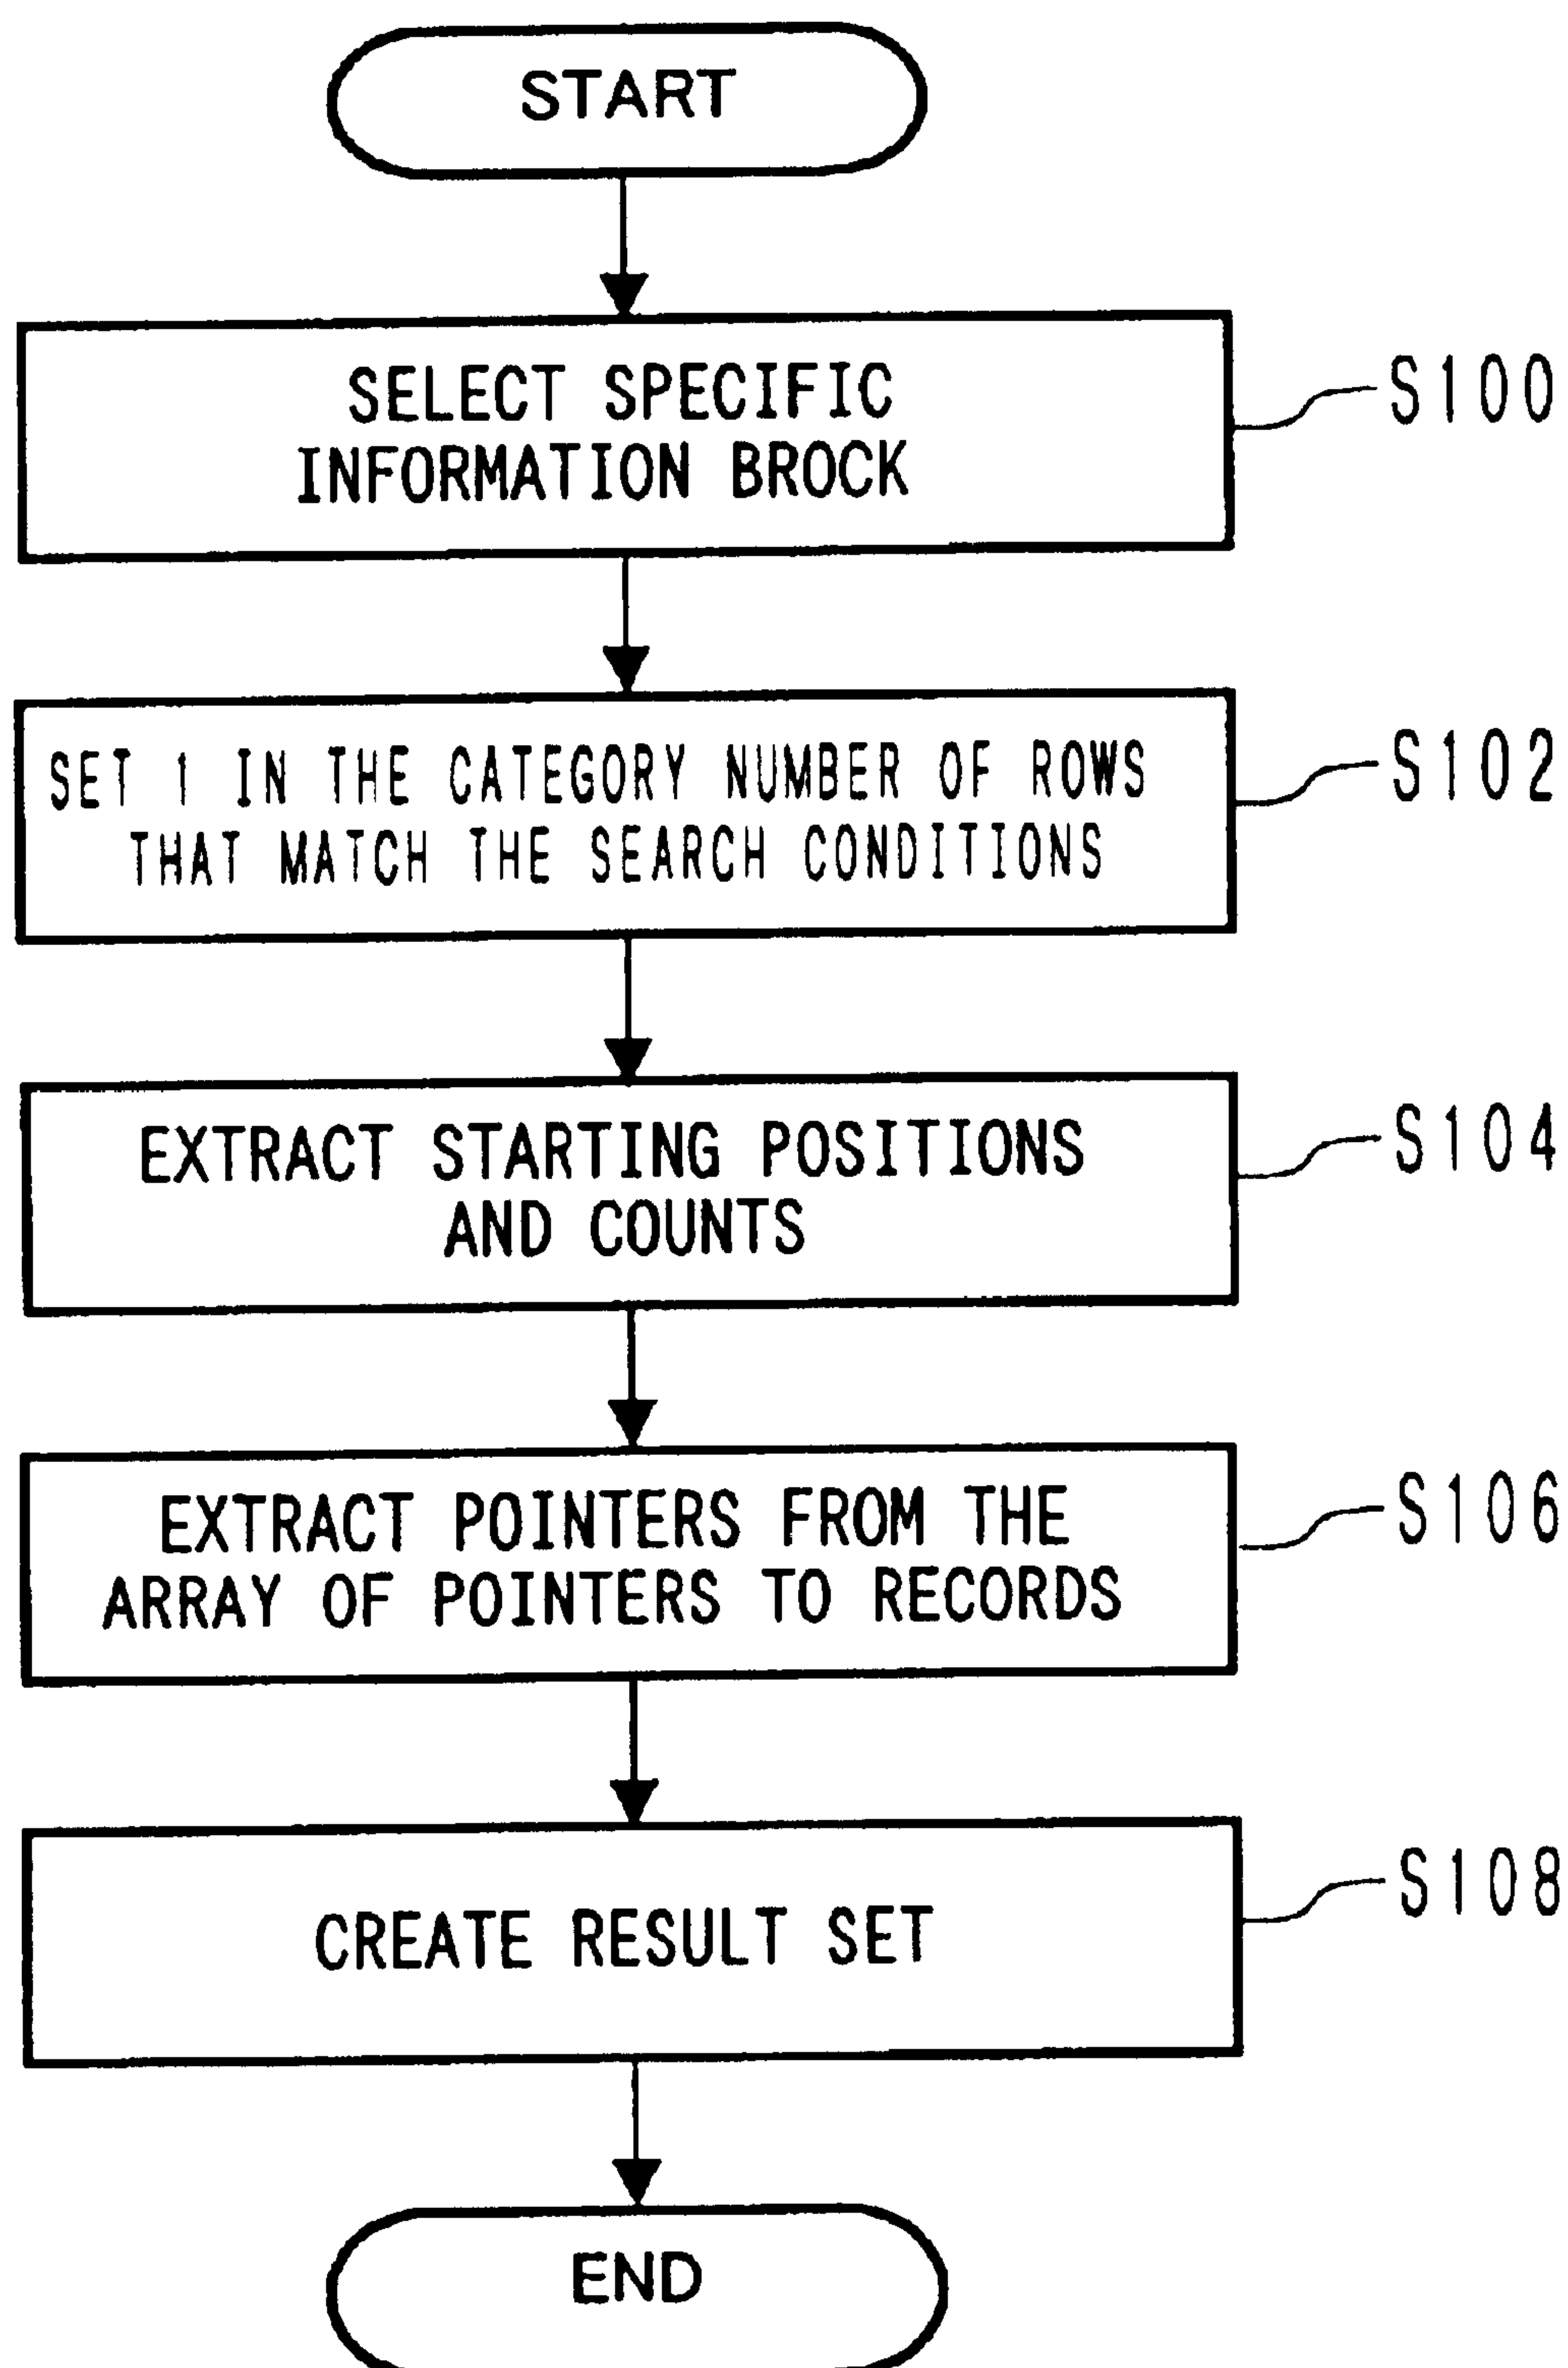 START
SELECT SPECIFIC
INFORMATION BROCK
S100
SET 1 IN THE CATEGORY NUMBER OF ROWS
THAT MATCH THE SEARCH CONDITIONS
S102
EXTRACT STARTING POSITIONS
AND COUNTS
S104
EXTRACT POINTERS FROM THE
ARRAY OF POINTERS TO RECORDS
S106
CREATE RESULT SET
S108
END